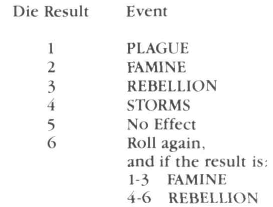 Die Result Event
1 PLAGUE
2 FAMINE
3 REBELLION
4 STORMS
5 No Effect
6 Roll again,
and if the result is:
1-3 FAMINE
4-6 REBELLION